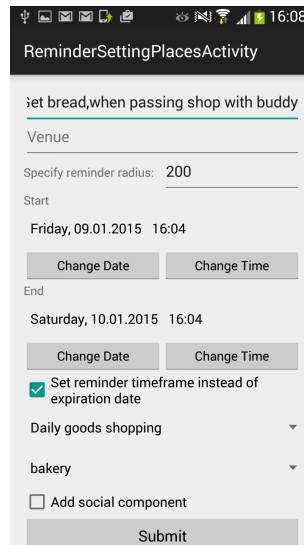 16:08
ReminderSettingPlacesActivity
Get bread,when passing shop with buddy
Venue
Specify reminder radius: 200
Start
Friday, 09.01.2015 16:04
Change Date Change Time
End
Saturday, 10.01.2015 16:04
Change Date Change Time
Set reminder timeframe instead of
expiration date
Daily goods shopping
bakery
Add social component
Submit